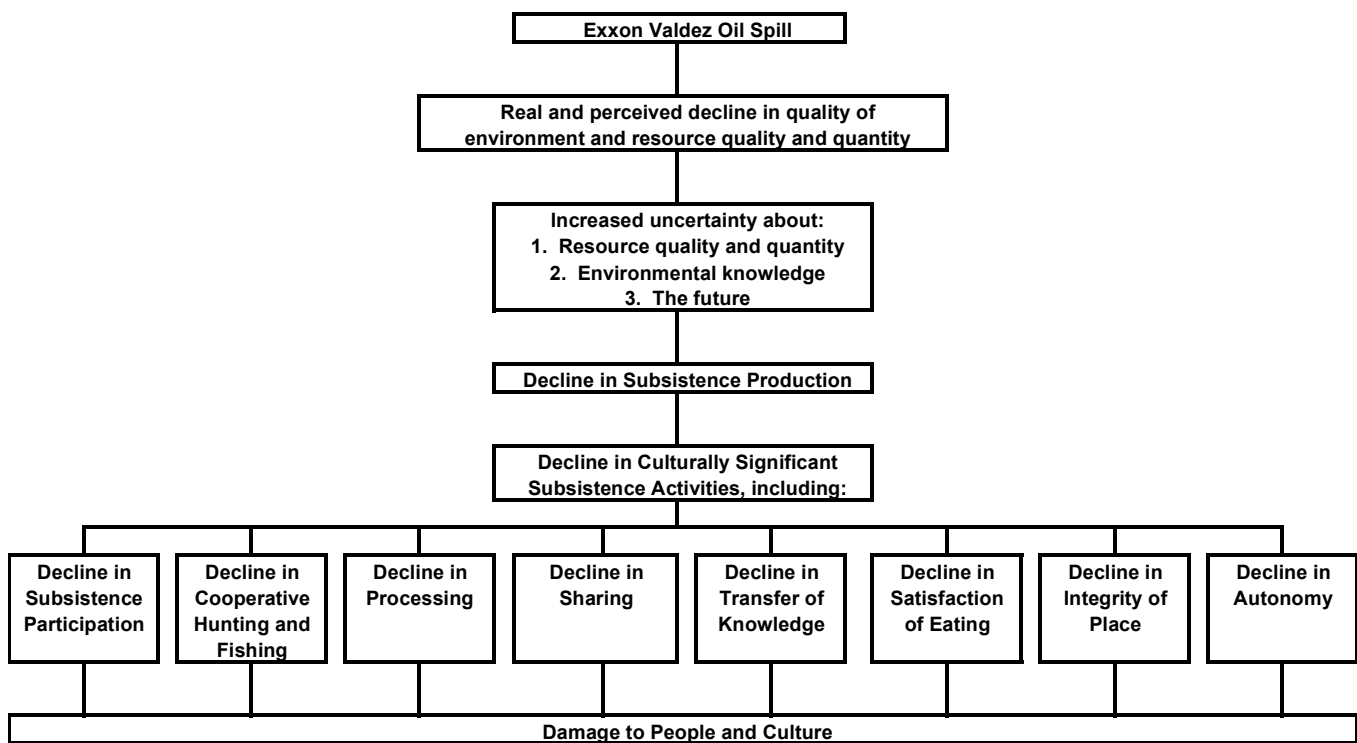 Exxon Valdez Oil Spill
Real and perceived decline in quality of
environment and resource quality and quantity
Increased uncertainty about:
1. Resource quality and quantity
2. Environmental knowledge
3. The future
Decline in Subsistence Production
Decline in Culturally Significant
Subsistence Activities, including:
Decline in
Subsistence
Participation
Decline in
Cooperative
Hunting and
Fishing
Decline in
Processing
Decline in
Sharing
Decline in
Transfer of
Knowledge
Decline in
Satisfaction
of Eating
Decline in
Integrity of
Place
Decline in
Autonomy
Damage to People and Culture